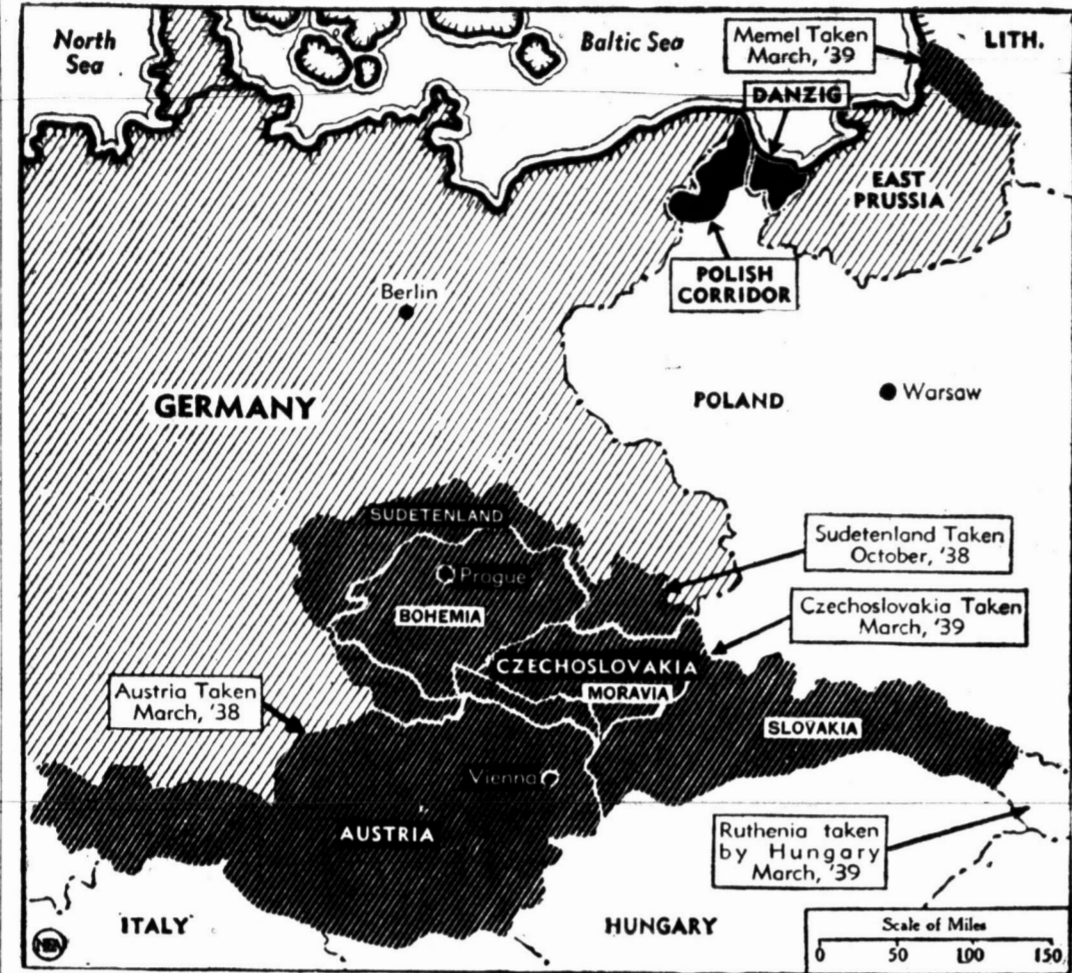 North
Sea
Baltic Sea
Memel Taken
March, '39
LITH.
DANZIG
EAST
PRUSSIA
POLISH
CORRIDOR
Berlin
GERMANY
POLAND
Warsaw
SUDETENLAND
Sudetenland Taken
October, '38
Prague
BOHEMIA
Czechoslovakia Taken
March, '39
CZECHOSLOVAKIA
MORAVIA
Austria Taken
March, '38
SLOVAKIA
Vienna
AUSTRIA
Ruthenia taken
by Hungary
March, '39
ITALY
HUNGARY
NEA
Scale of Miles
0 50 100 150